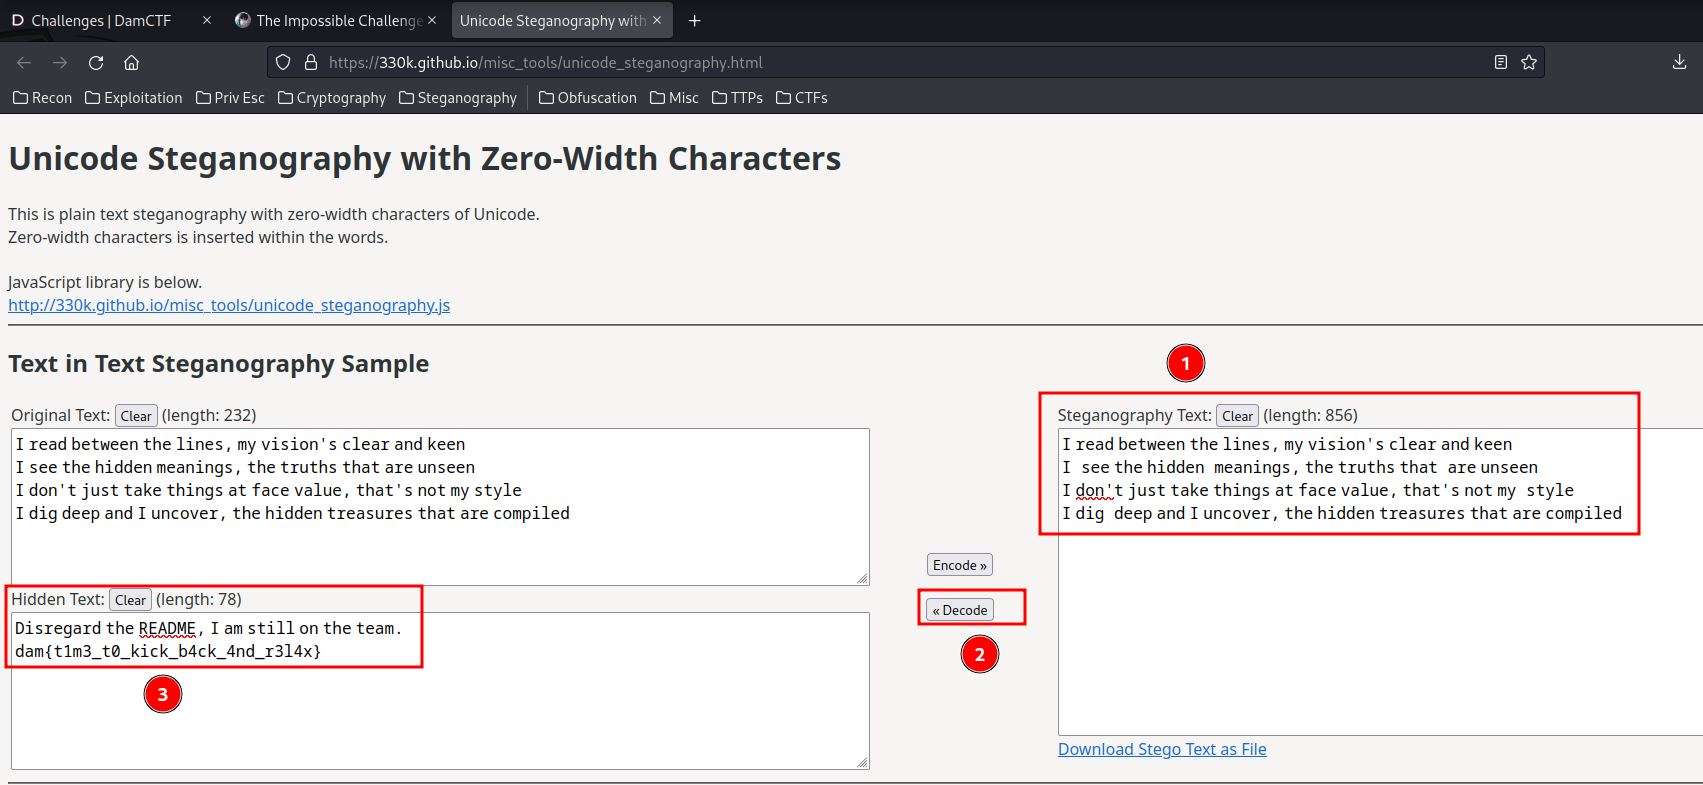 Challenges | DamCTF
The Impossible Challenge
Unicode Steganography with
https://330k.github.io/misc_tools/unicode_steganography.html
Recon Exploitation Priv Esc Cryptography Steganography Obfuscation Misc TTPs CTFs
Unicode Steganography with Zero-Width Characters
This is plain text steganography with zero-width characters of Unicode.
Zero-width characters is inserted within the words.
JavaScript library is below.
http://330k.github.io/misc_tools/unicode_steganography.js
Text in Text Steganography Sample
Original Text: Clear (length: 232)
I read between the lines, my vision's clear and keen
I see the hidden meanings, the truths that are unseen
I don't just take things at face value, that's not my style
I dig deep and I uncover, the hidden treasures that are compiled
Hidden Text: Clear (length: 78)
Disregard the README, I am still on the team.
dam{t1m3_t0_kick_b4ck_4nd_r3l4x}
3
Encode »
« Decode
2
1
Steganography Text: Clear (length: 856)
I read between the lines, my vision's clear and keen
I see the hidden meanings, the truths that are unseen
I don't just take things at face value, that's not my style
I dig deep and I uncover, the hidden treasures that are compiled
Download Stego Text as File